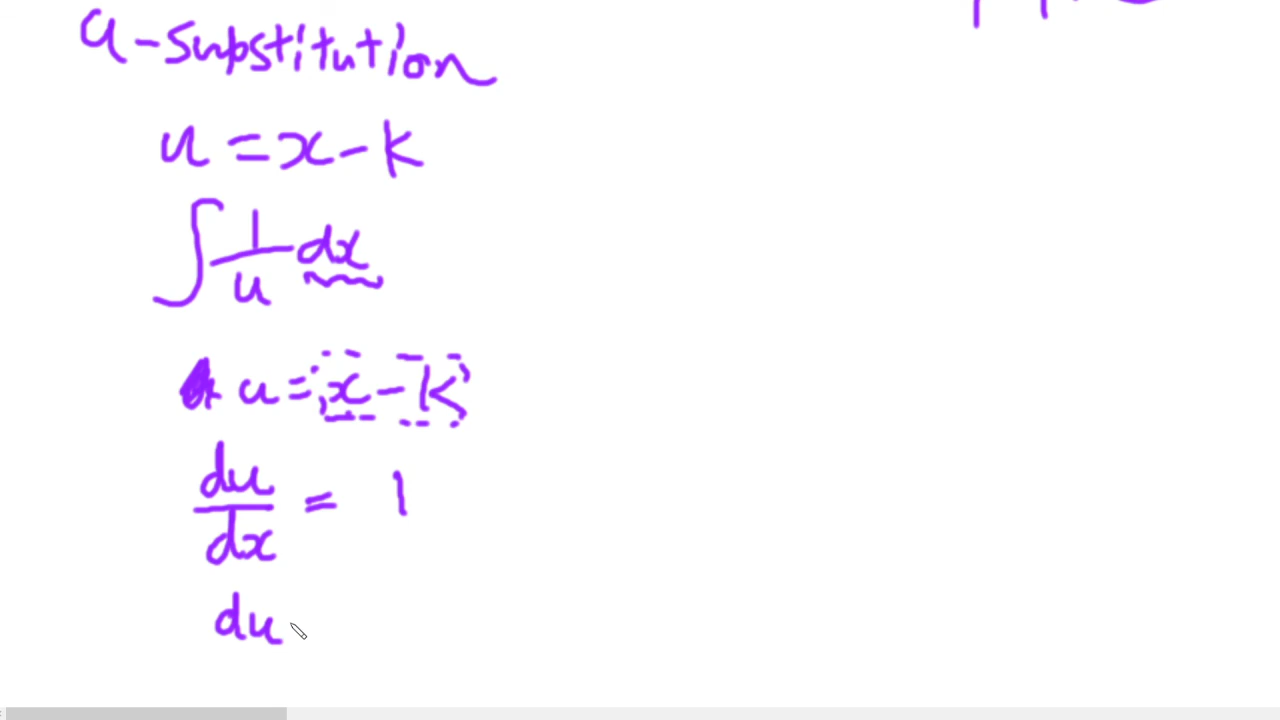 u-substitution
u = x - k
∫ 1/u dx
u = x - k
du/dx = 1
du